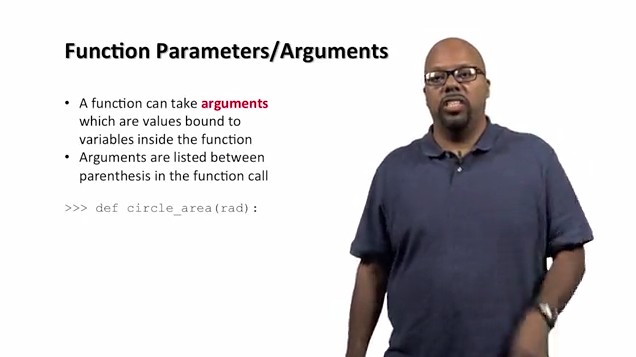 Function Parameters/Arguments
• A function can take arguments
which are values bound to
variables inside the function
• Arguments are listed between
parenthesis in the function call
>>> def circle_area(rad):